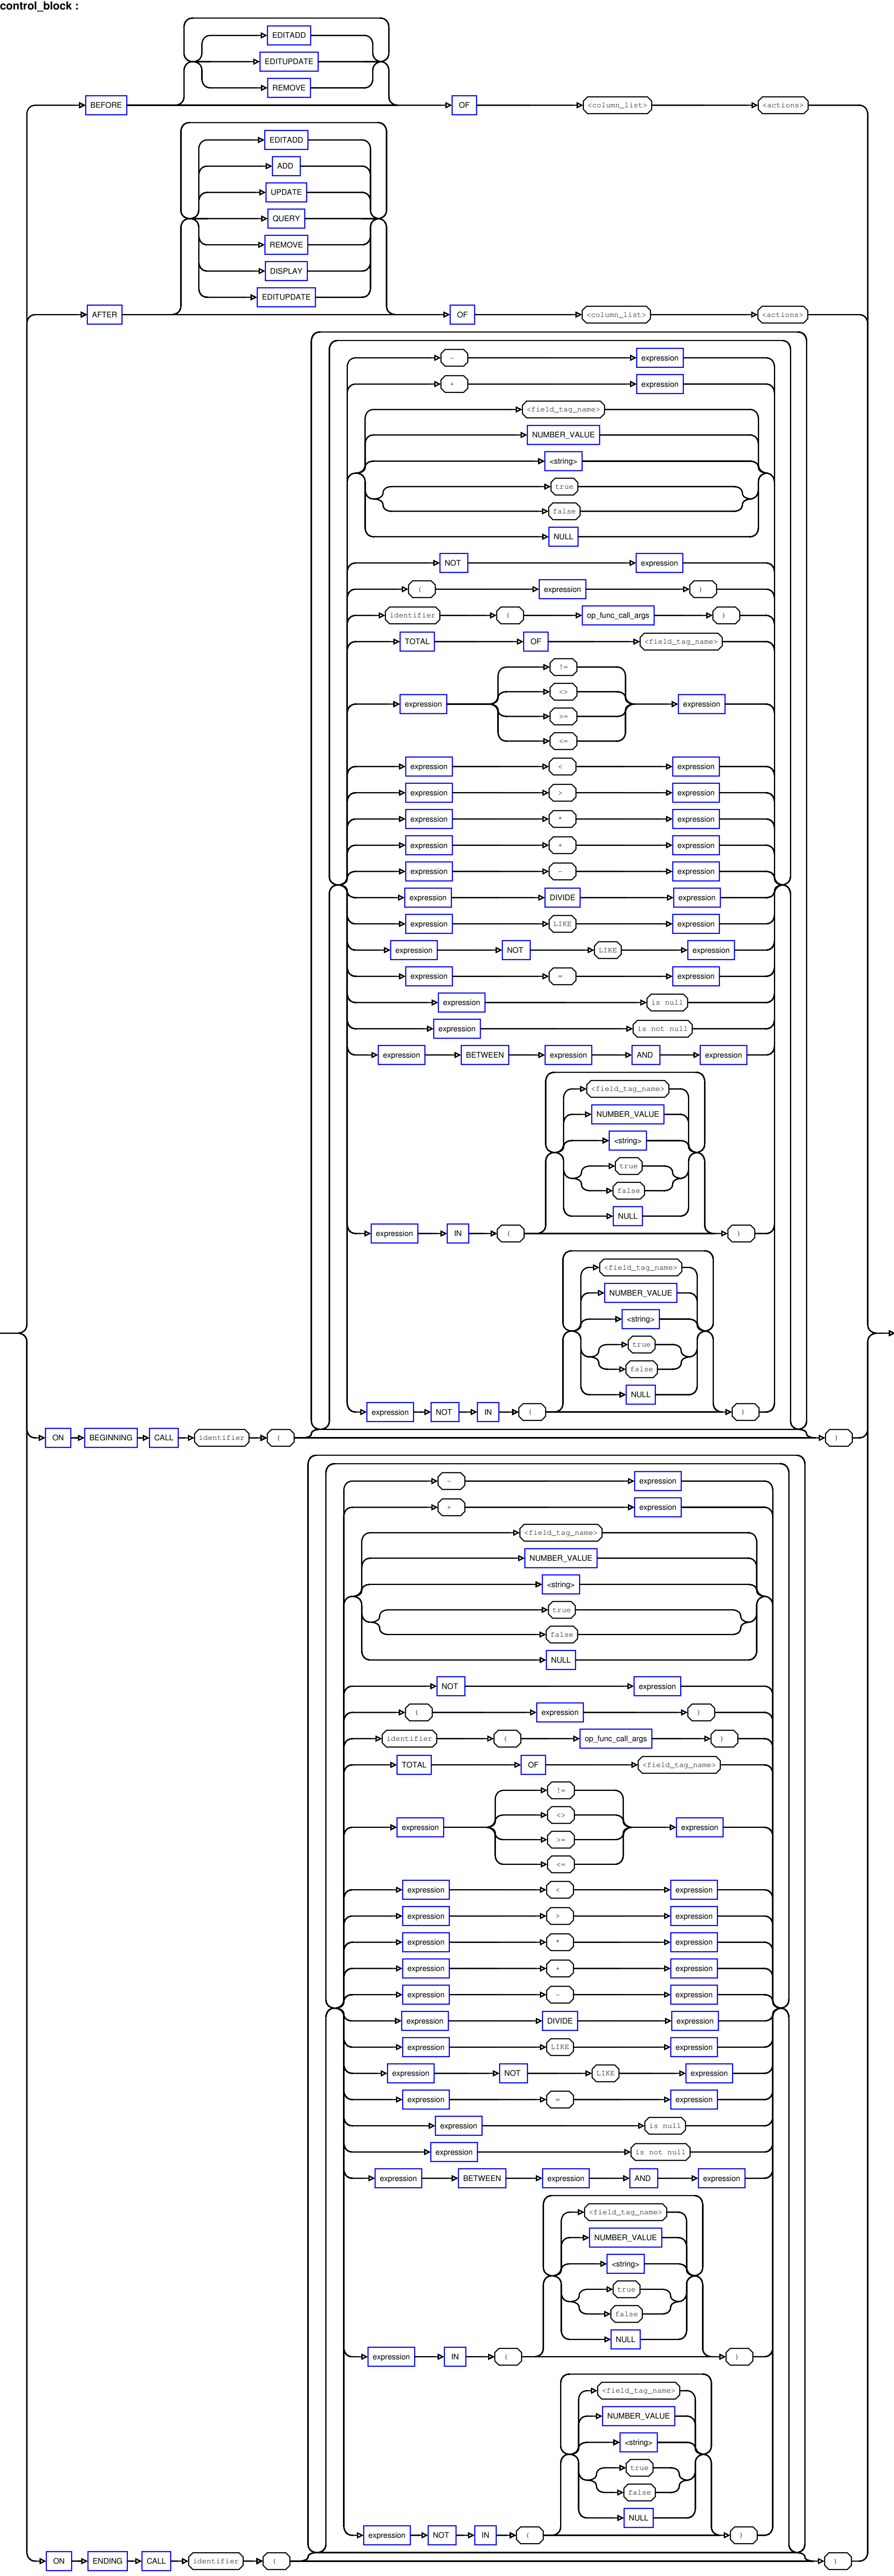 control_block :
EDITADD
EDITUPDATE
REMOVE
BEFORE OF <column_list> <actions>
EDITADD
ADD
UPDATE
QUERY
REMOVE
DISPLAY
EDITUPDATE
AFTER OF <column_list> <actions>
- expression
+ expression
<field_tag_name>
NUMBER_VALUE
<string>
true
false
NULL
NOT expression
( expression )
identifier ( op_func_call_args )
TOTAL OF <field_tag_name>
!=
<>
expression expression
>=
<=
expression < expression
expression > expression
expression * expression
expression + expression
expression - expression
expression DIVIDE expression
expression LIKE expression
expression NOT LIKE expression
expression = expression
expression is null
expression is not null
expression BETWEEN expression AND expression
<field_tag_name>
NUMBER_VALUE
<string>
true
false
NULL
expression IN ( )
<field_tag_name>
NUMBER_VALUE
<string>
true
false
NULL
expression NOT IN ( )
ON BEGINNING CALL identifier ( )
- expression
+ expression
<field_tag_name>
NUMBER_VALUE
<string>
true
false
NULL
NOT expression
( expression )
identifier ( op_func_call_args )
TOTAL OF <field_tag_name>
!=
<>
expression expression
>=
<=
expression < expression
expression > expression
expression * expression
expression + expression
expression - expression
expression DIVIDE expression
expression LIKE expression
expression NOT LIKE expression
expression = expression
expression is null
expression is not null
expression BETWEEN expression AND expression
<field_tag_name>
NUMBER_VALUE
<string>
true
false
NULL
expression IN ( )
<field_tag_name>
NUMBER_VALUE
<string>
true
false
NULL
expression NOT IN ( )
ON ENDING CALL identifier ( )